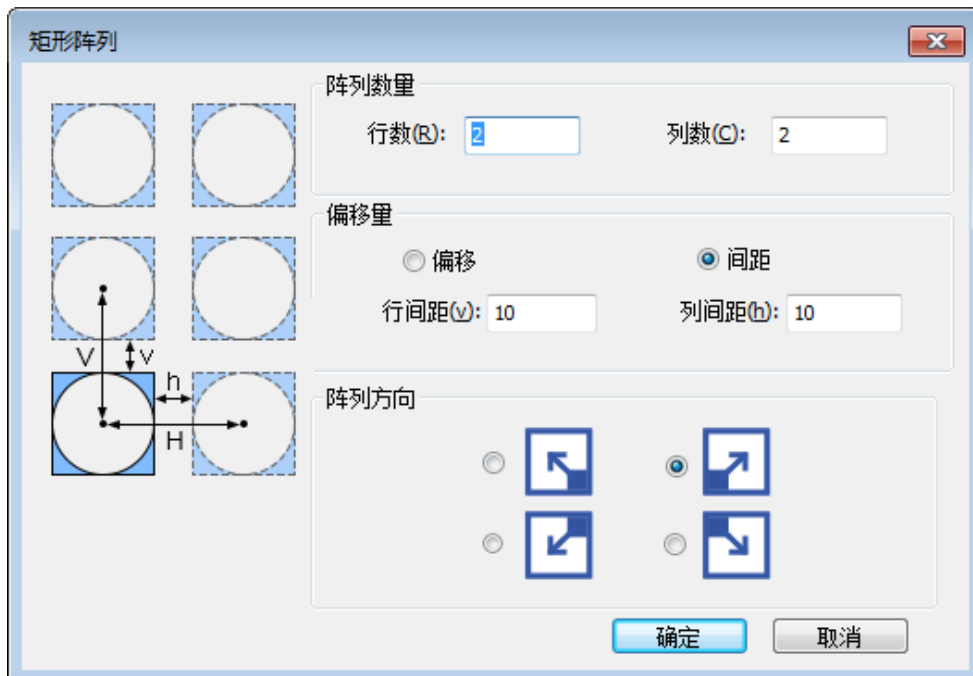 矩形阵列
阵列数量
行数(R): 2 列数(C): 2
偏移量
偏移 间距
行间距(v): 10 列间距(h): 10
V v
h
H
阵列方向
确定 取消